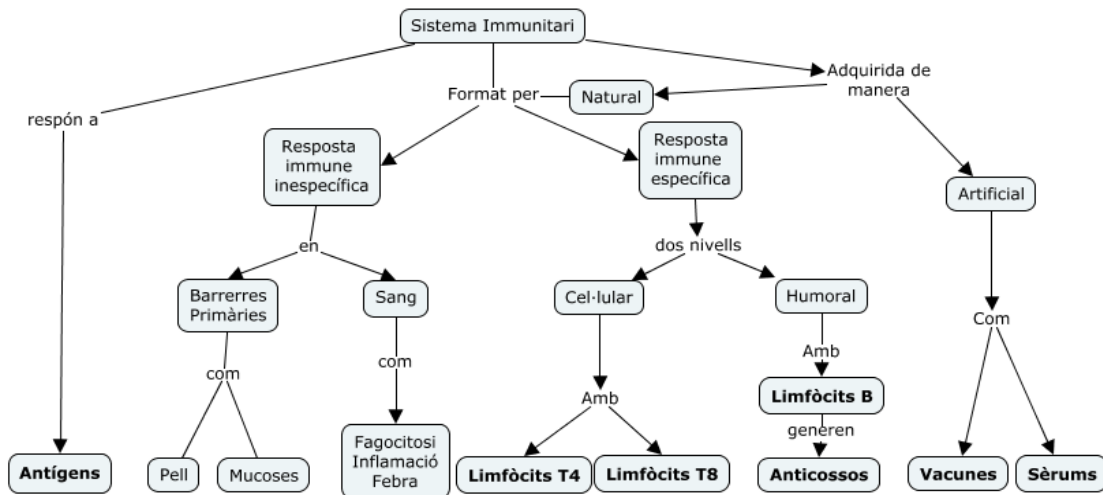 Sistema Immunitari
respón a
Format per
Natural
Adquirida de
manera
Resposta
immune
inespecífica
Resposta
immune
específica
Artificial
en
dos nivells
Barrerres
Primàries
Sang
Cel·lular
Humoral
Com
com
com
Amb
Amb
Limfòcits B
generen
Antígens
Pell
Mucoses
Fagocitosi
Inflamació
Febra
Limfòcits T4
Limfòcits T8
Anticossos
Vacunes
Sèrums